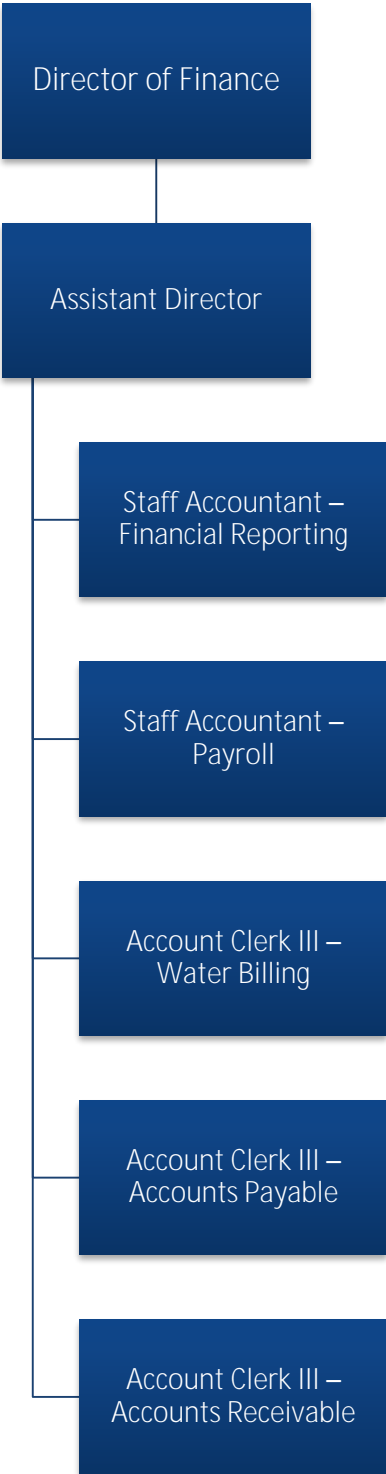 Director of Finance
Assistant Director
Staff Accountant –
Financial Reporting
Staff Accountant –
Payroll
Account Clerk III –
Water Billing
Account Clerk III –
Accounts Payable
Account Clerk III –
Accounts Receivable